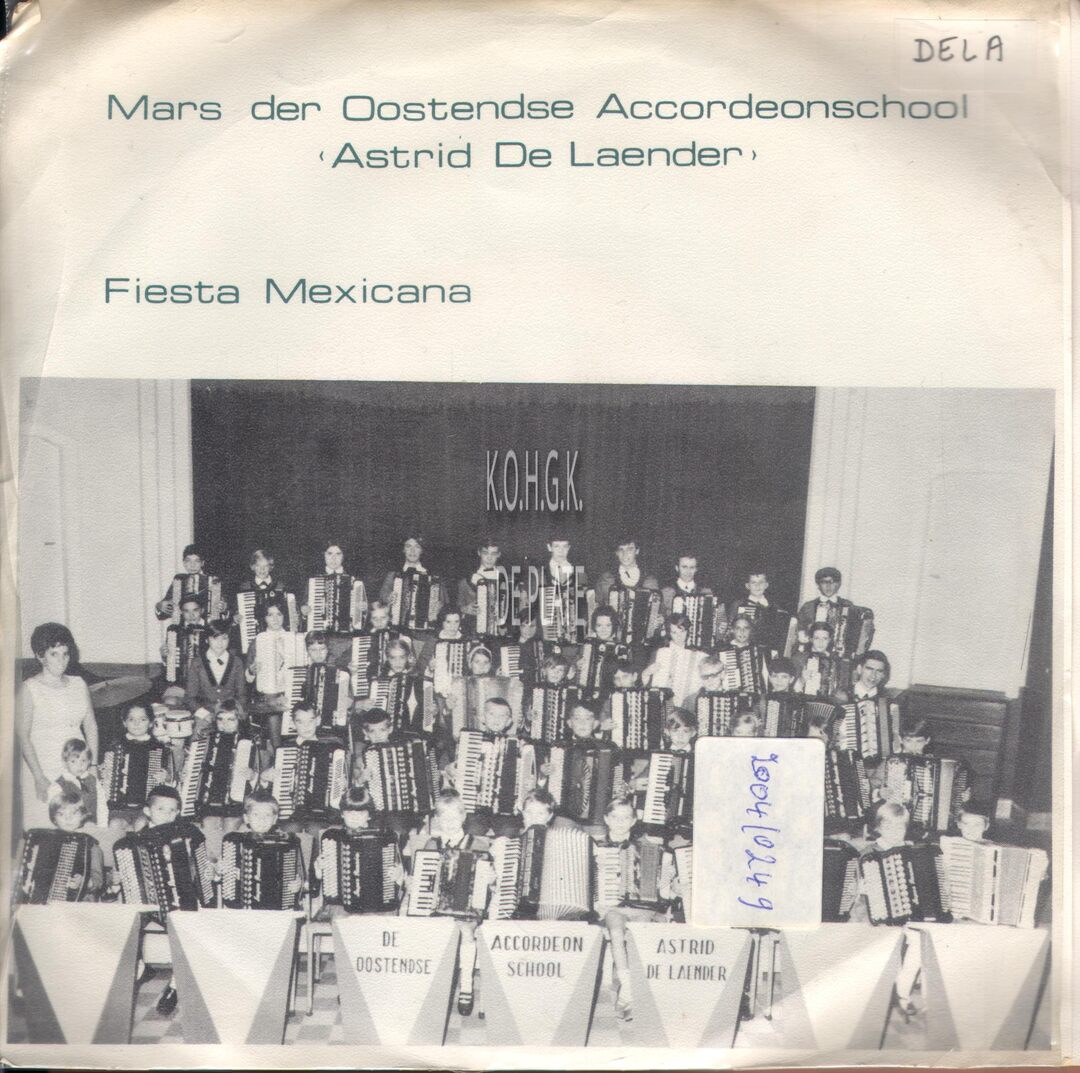 DELA
Mars der Oostendse Accordeonschool
‹Astrid De Laender›
Fiesta Mexicana
K.O.H.G.K.
DE PLATE
2004/0249
DE
OOSTENDSE
ACCORDEON
SCHOOL
ASTRID
DE LAENDER